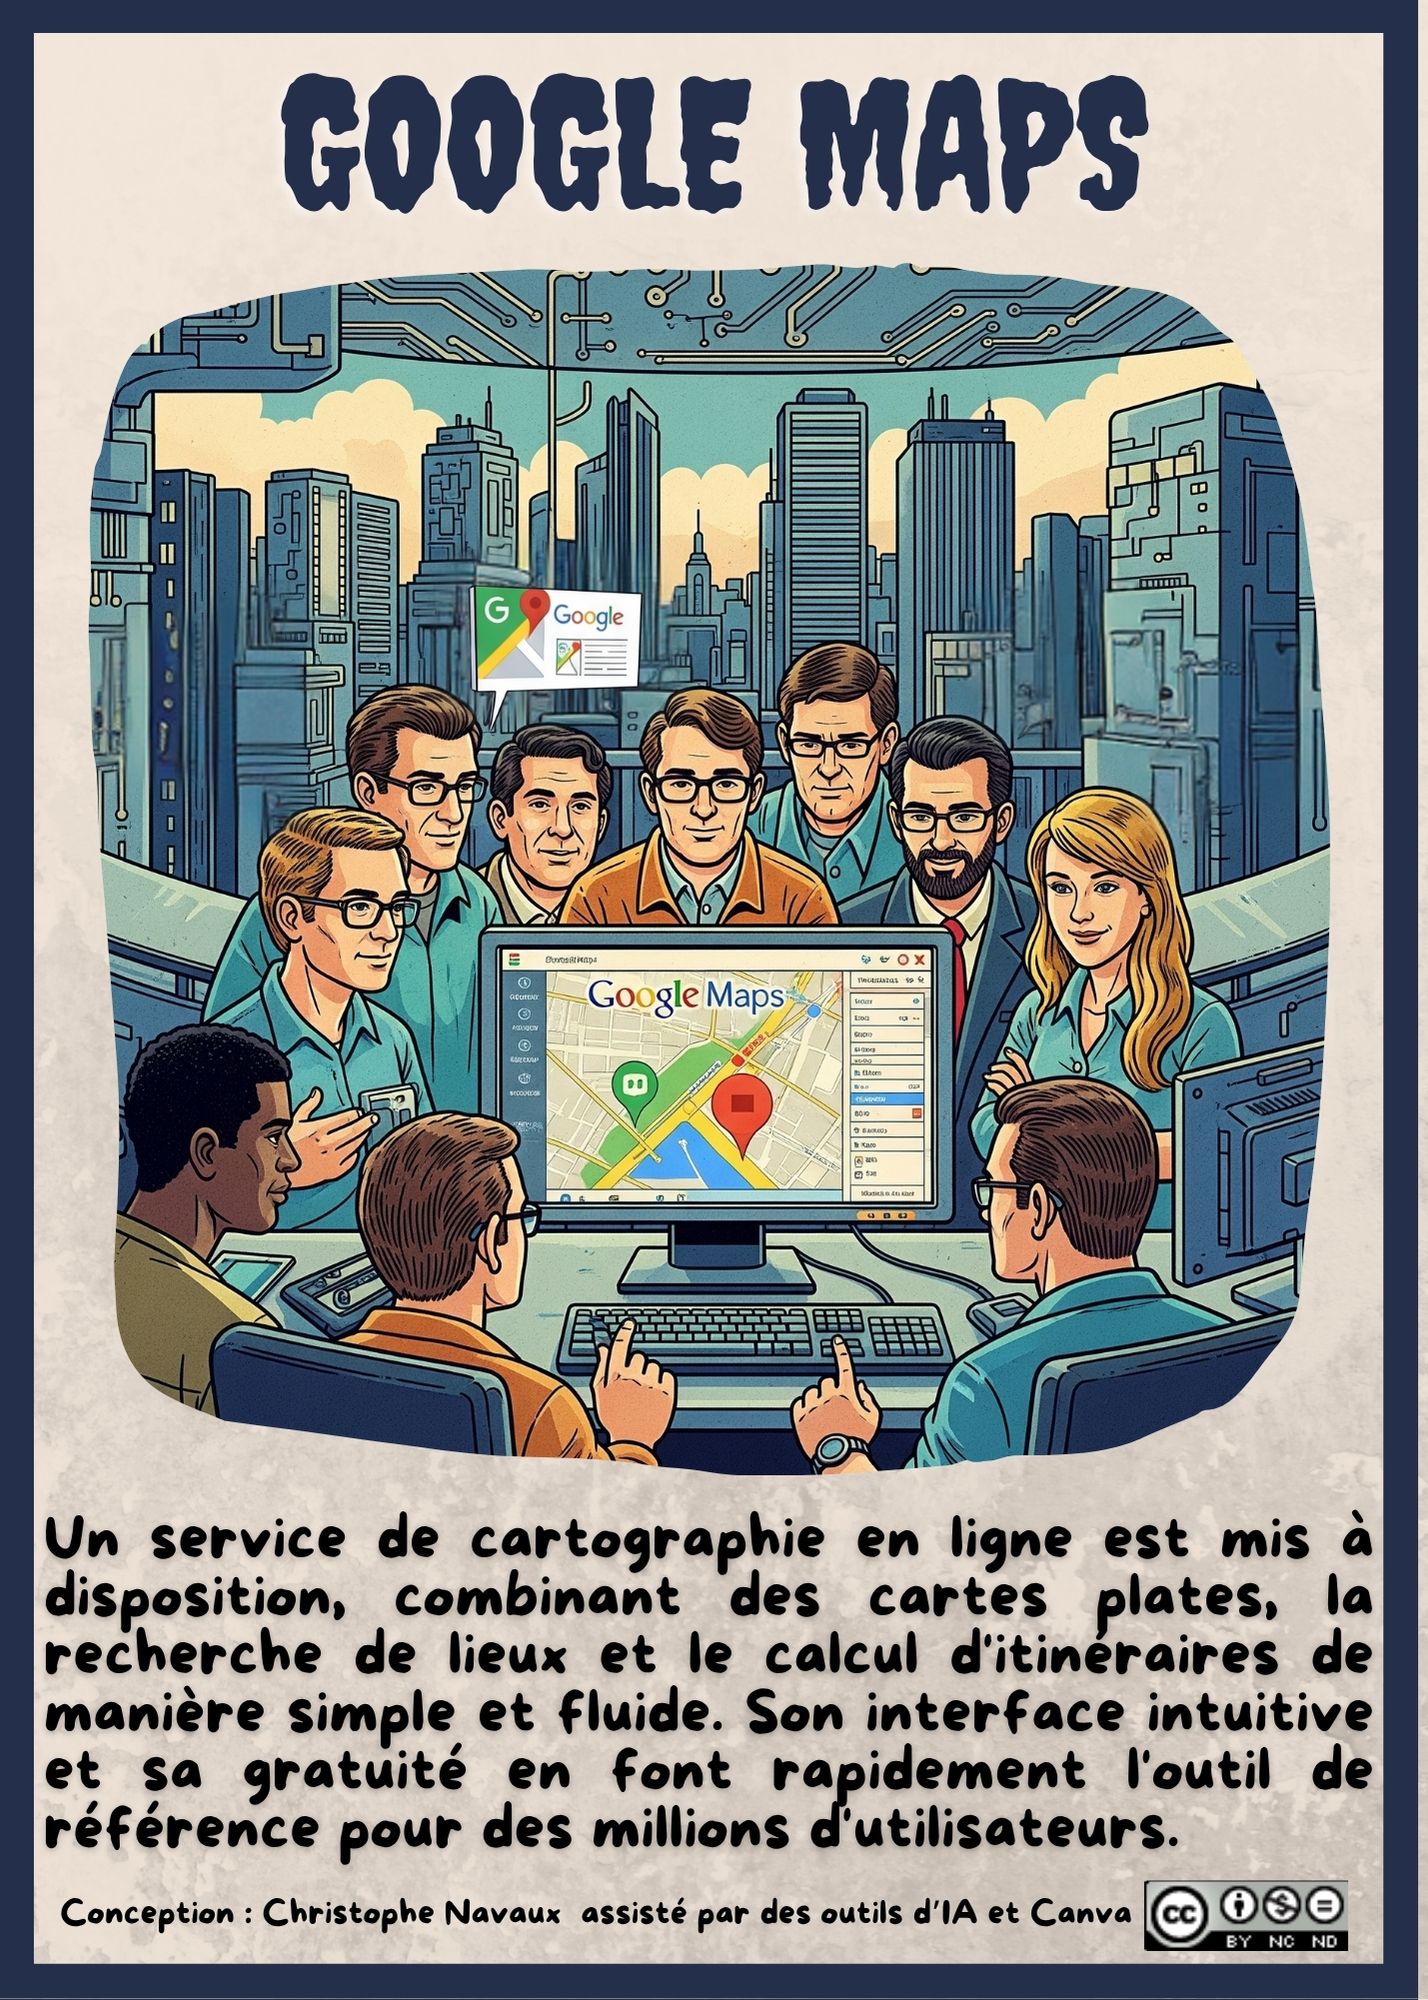 GOOGLE MAPS
G Google
Google Maps
Un service de cartographie en ligne est mis à
disposition, combinant des cartes plates, la
recherche de lieux et le calcul d'itinéraires de
manière simple et fluide. Son interface intuitive
et sa gratuité en font rapidement l'outil de
référence pour des millions d'utilisateurs.
Conception : Christophe Navaux assisté par des outils d'IA et Canva
cc BY NC ND